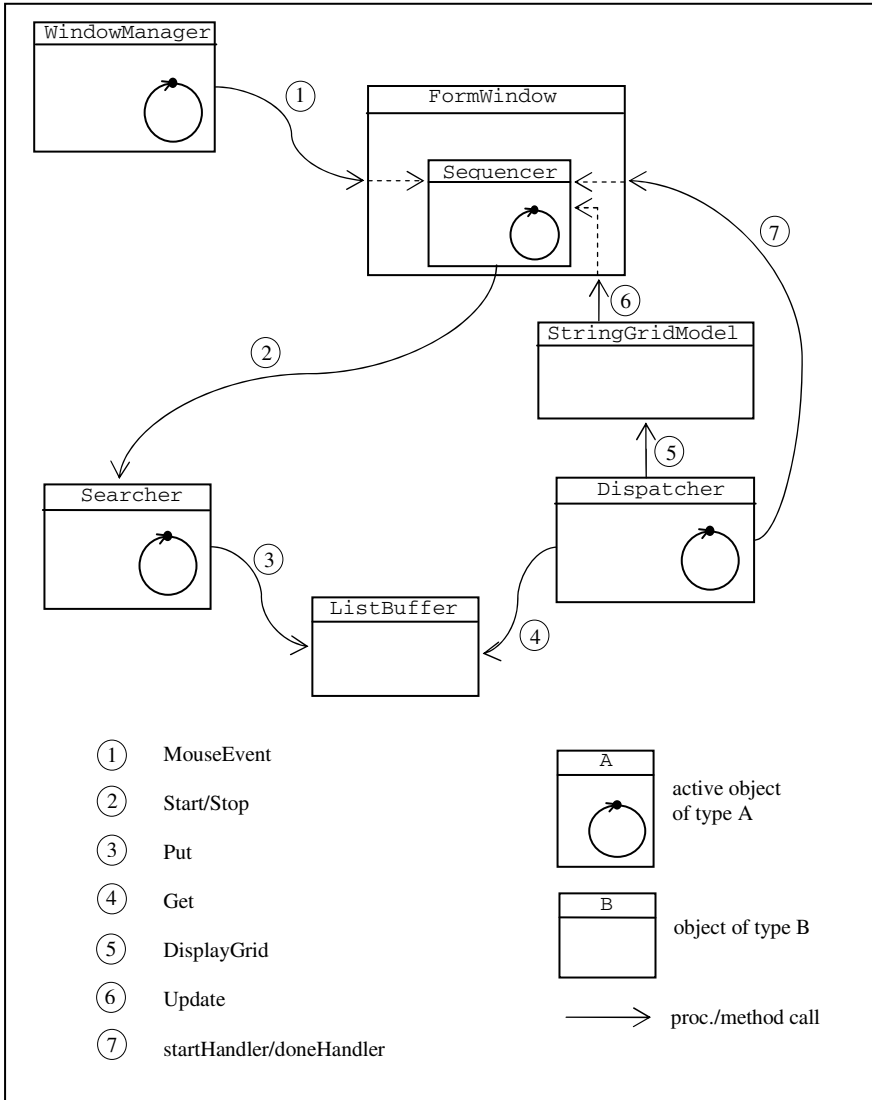 WindowManager
1
FormWindow
Sequencer
7
6
2
StringGridModel
5
Searcher
Dispatcher
3
ListBuffer
4
1 MouseEvent
2 Start/Stop
3 Put
4 Get
5 DisplayGrid
6 Update
7 startHandler/doneHandler
A
active object
of type A
B
object of type B
proc./method call